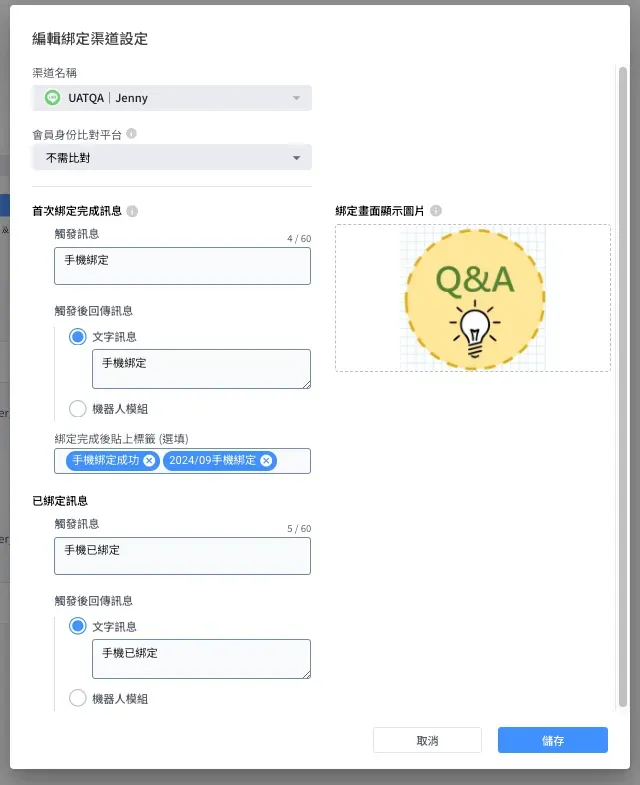 編輯綁定渠道設定
渠道名稱
UATQA｜Jenny
會員身份比對平台
不需比對
首次綁定完成訊息
綁定畫面顯示圖片
觸發訊息
4 / 60
手機綁定
Q&A
觸發後回傳訊息
文字訊息
手機綁定
機器人模組
綁定完成後貼上標籤 (選填)
手機綁定成功
2024/09手機綁定
已綁定訊息
觸發訊息
5 / 60
手機已綁定
觸發後回傳訊息
文字訊息
手機已綁定
機器人模組
取消
儲存